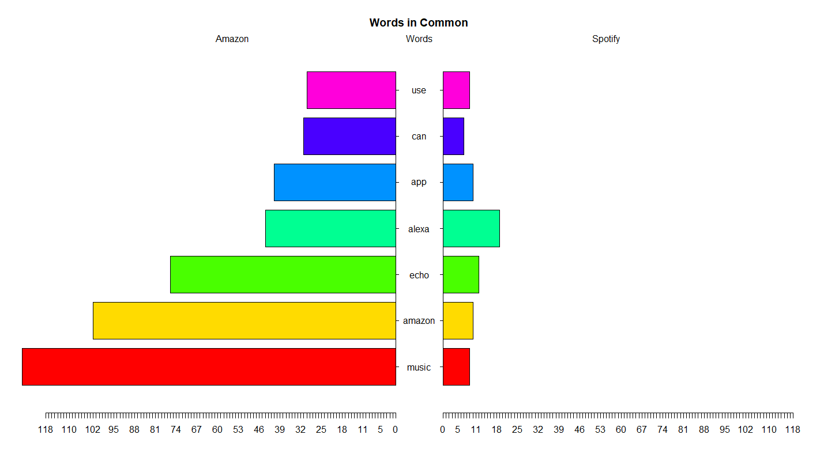 Words in Common
Amazon Words Spotify
use
can
app
alexa
echo
amazon
music
118 110 102 95 88 81 74 67 60 53 46 39 32 25 18 11 5 0 0 5 11 18 25 32 39 46 53 60 67 74 81 88 95 102 110 118